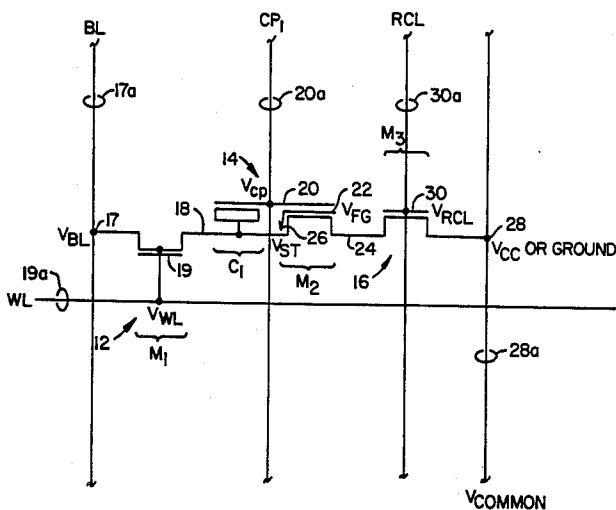 BL CP1 RCL
17a 20a 30a
M3
14
Vcp 20 22 30
17 18 VFG VRCL 28
VBL 26 24 VCC OR GROUND
19 C1 VST 16
19a M2
WL
12 VWL
M1 28a
VCOMMON